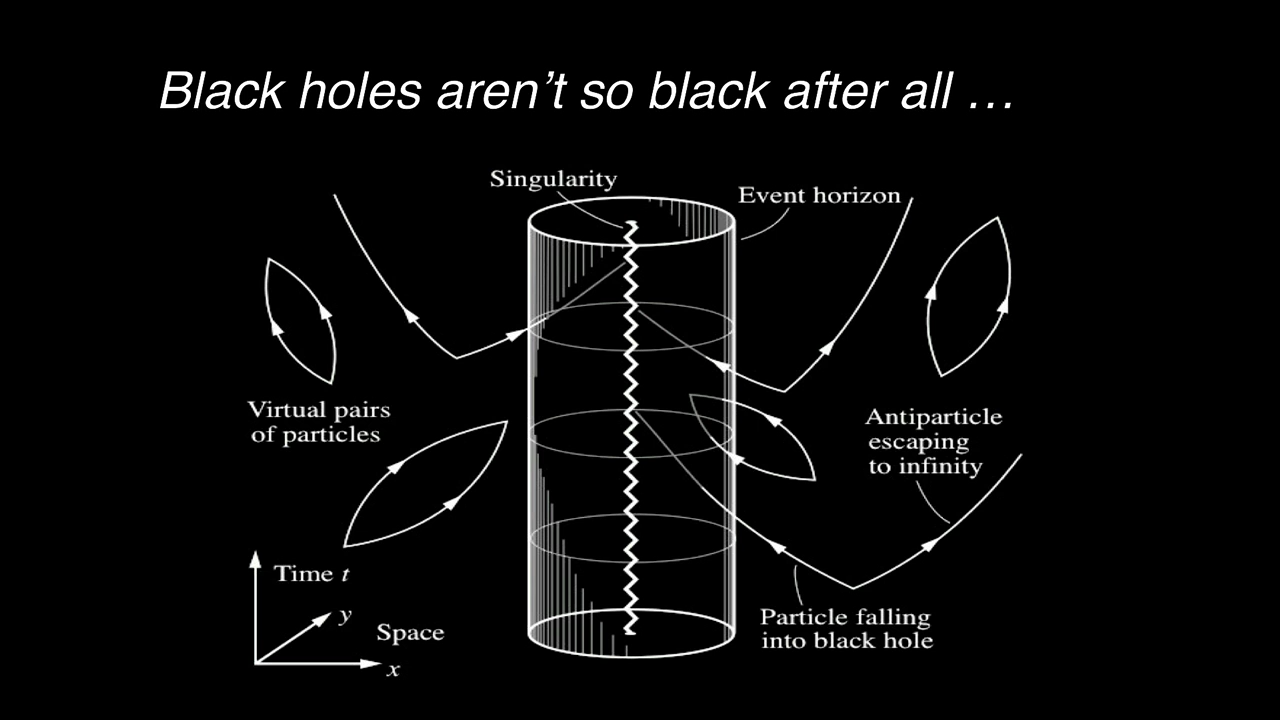 Black holes aren’t so black after all …
Singularity
Event horizon
Virtual pairs
of particles
Antiparticle
escaping
to infinity
Time t
y
Space
x
Particle falling
into black hole